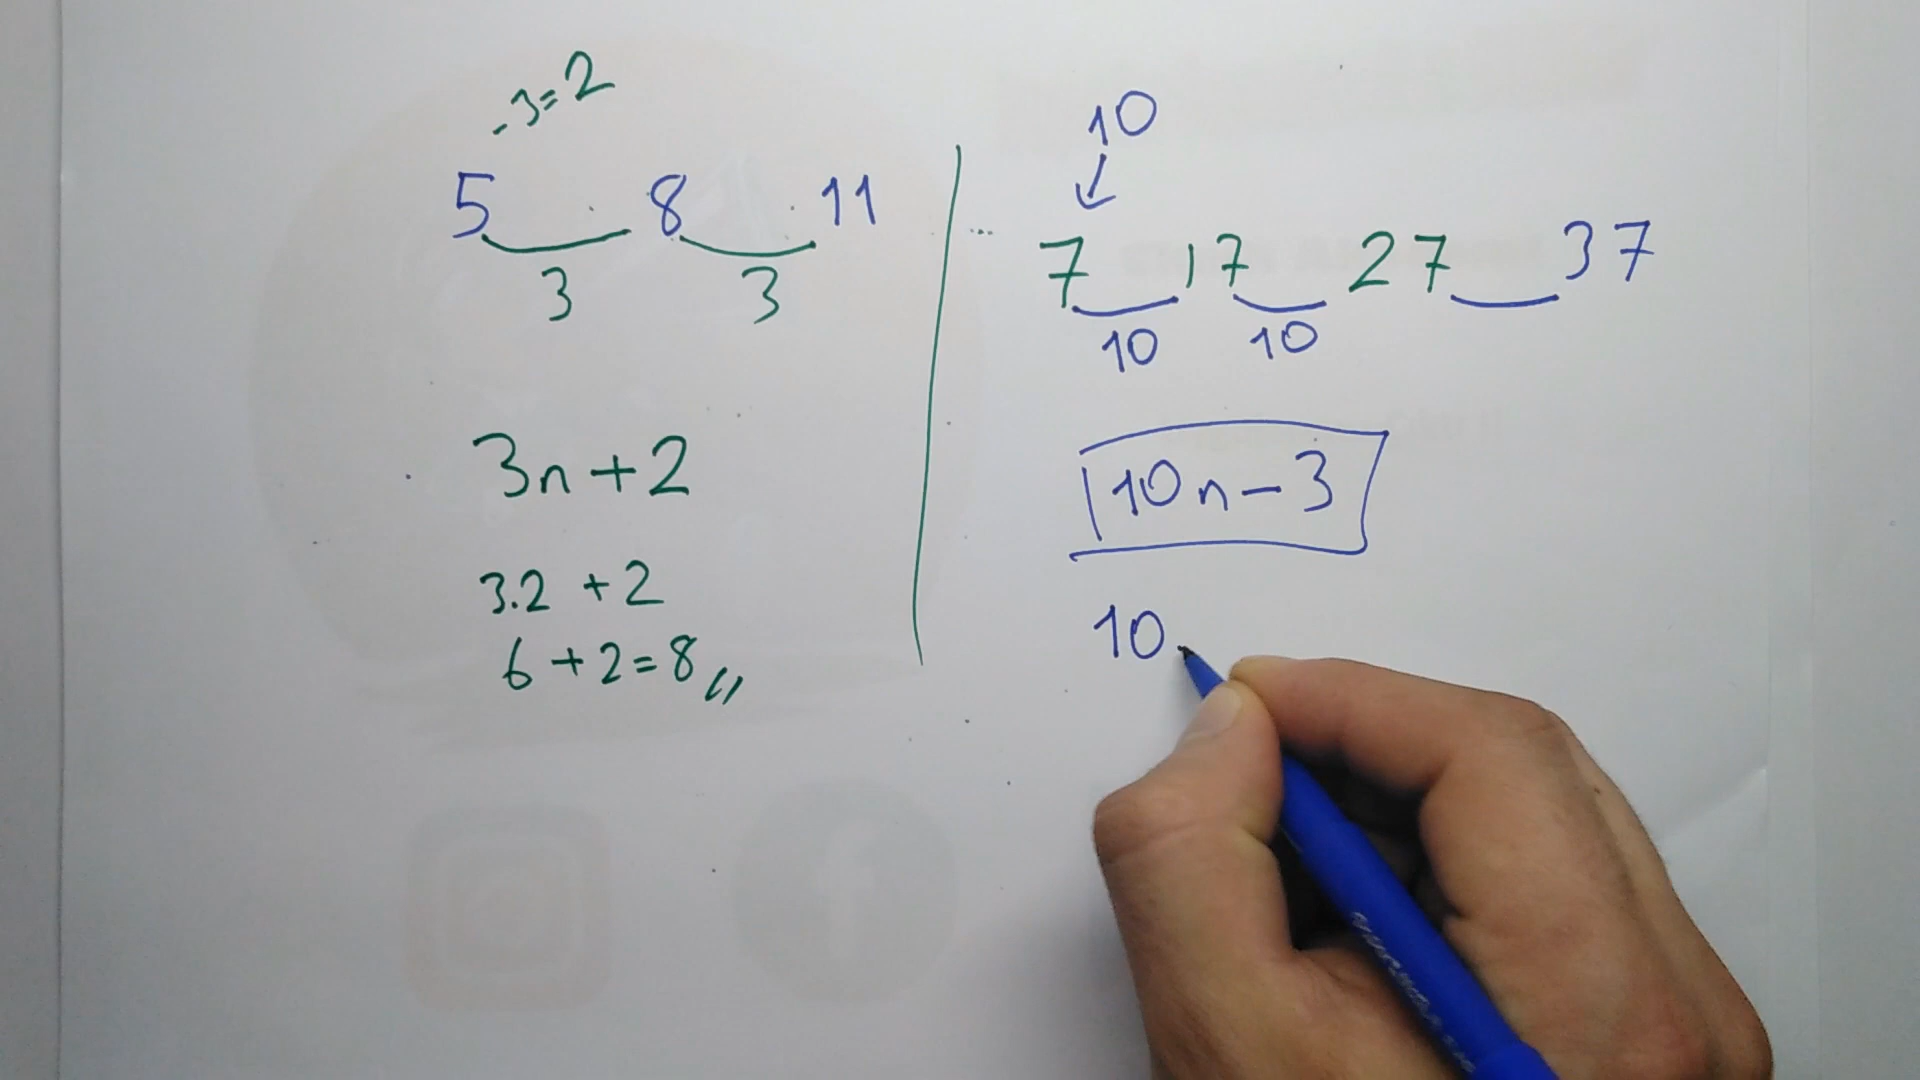 -3=2
5 8 11 ...
3 3
3n+2
3.2 +2
6+2=8,,
10
7 17 27 37
10 10
10n-3
10.